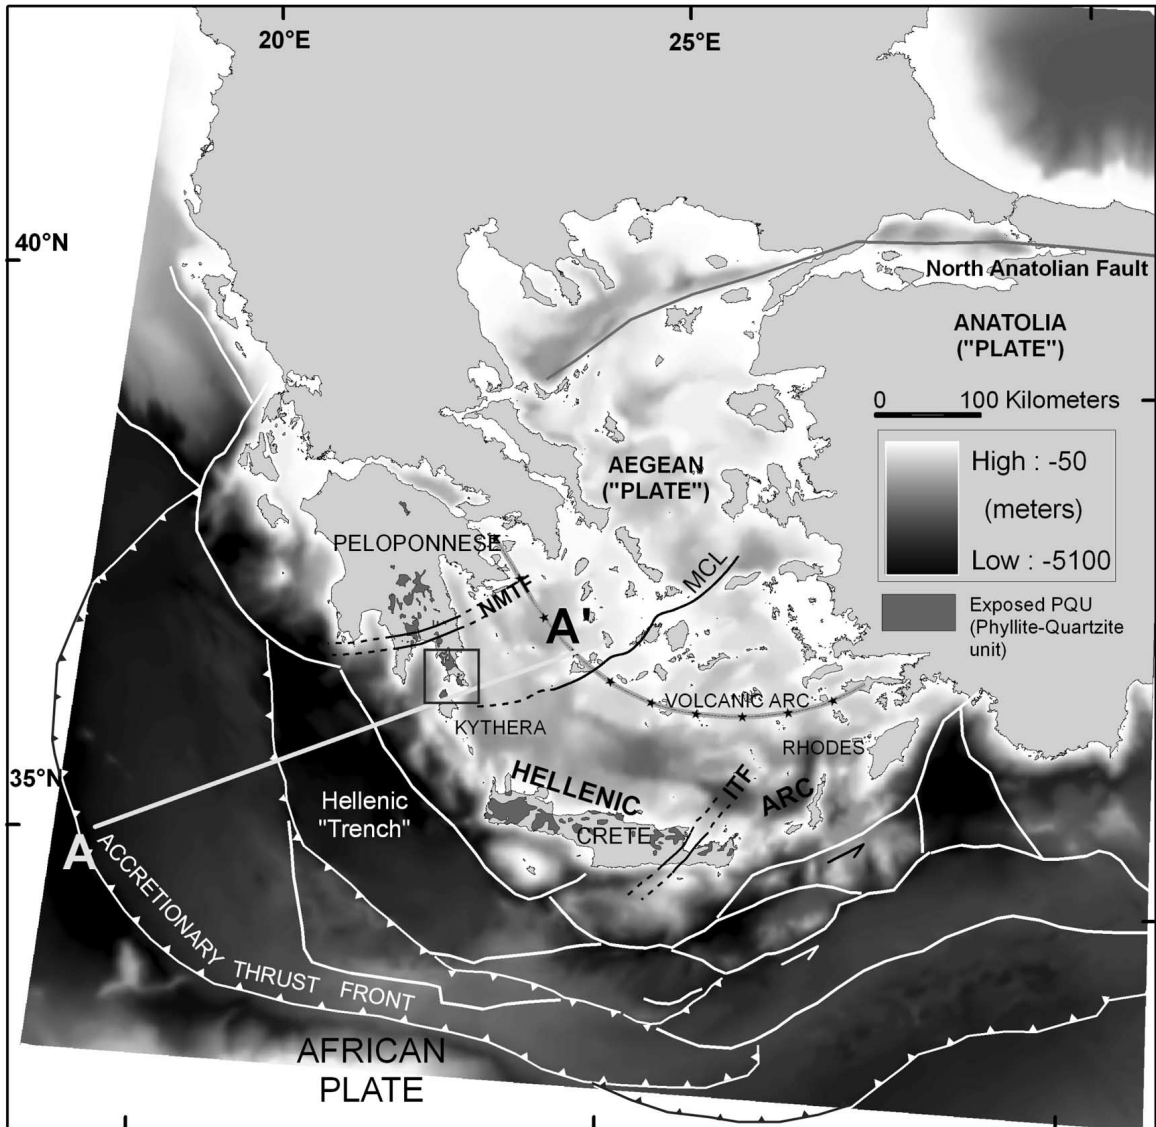 20°E
25°E
40°N
North Anatolian Fault
ANATOLIA
("PLATE")
0 100 Kilometers
High : -50
(meters)
Low : -5100
Exposed PQU
(Phyllite-Quartzite
unit)
AEGEAN
("PLATE")
PELOPONNESE
NMTF
MCL
A'
VOLCANIC ARC
KYTHERA
RHODES
35°N
HELLENIC
ARC
ITF
Hellenic
"Trench"
CRETE
A
ACCRETIONARY THRUST FRONT
AFRICAN
PLATE